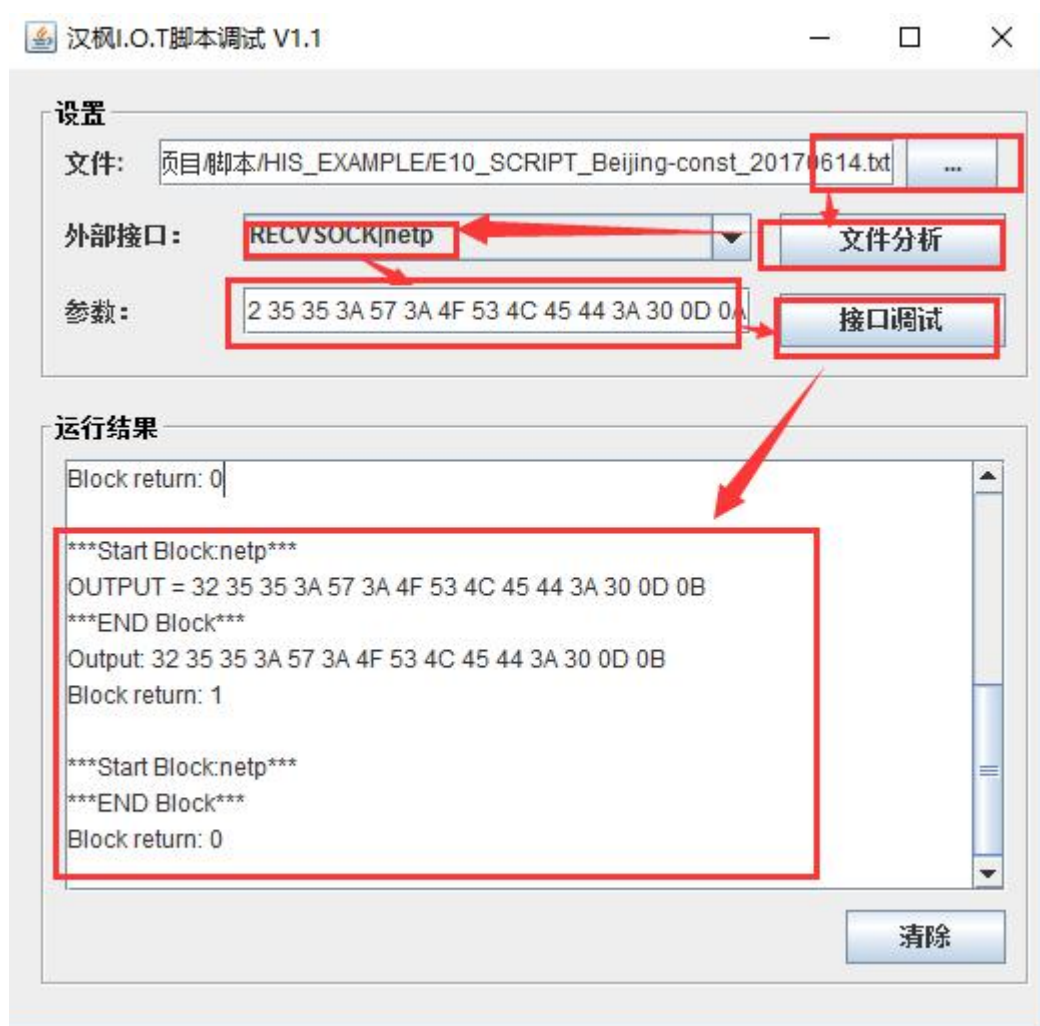 汉枫I.O.T脚本调试 V1.1
设置
文件: 页目/脚本/HIS_EXAMPLE/E10_SCRIPT_Beijing-const_20170614.txt ...
外部接口: RECVSOCK|netp 文件分析
参数: 2 35 35 3A 57 3A 4F 53 4C 45 44 3A 30 0D 0A 接口调试
运行结果
Block return: 0
***Start Block:netp***
OUTPUT = 32 35 35 3A 57 3A 4F 53 4C 45 44 3A 30 0D 0B
***END Block***
Output: 32 35 35 3A 57 3A 4F 53 4C 45 44 3A 30 0D 0B
Block return: 1
***Start Block:netp***
***END Block***
Block return: 0
清除